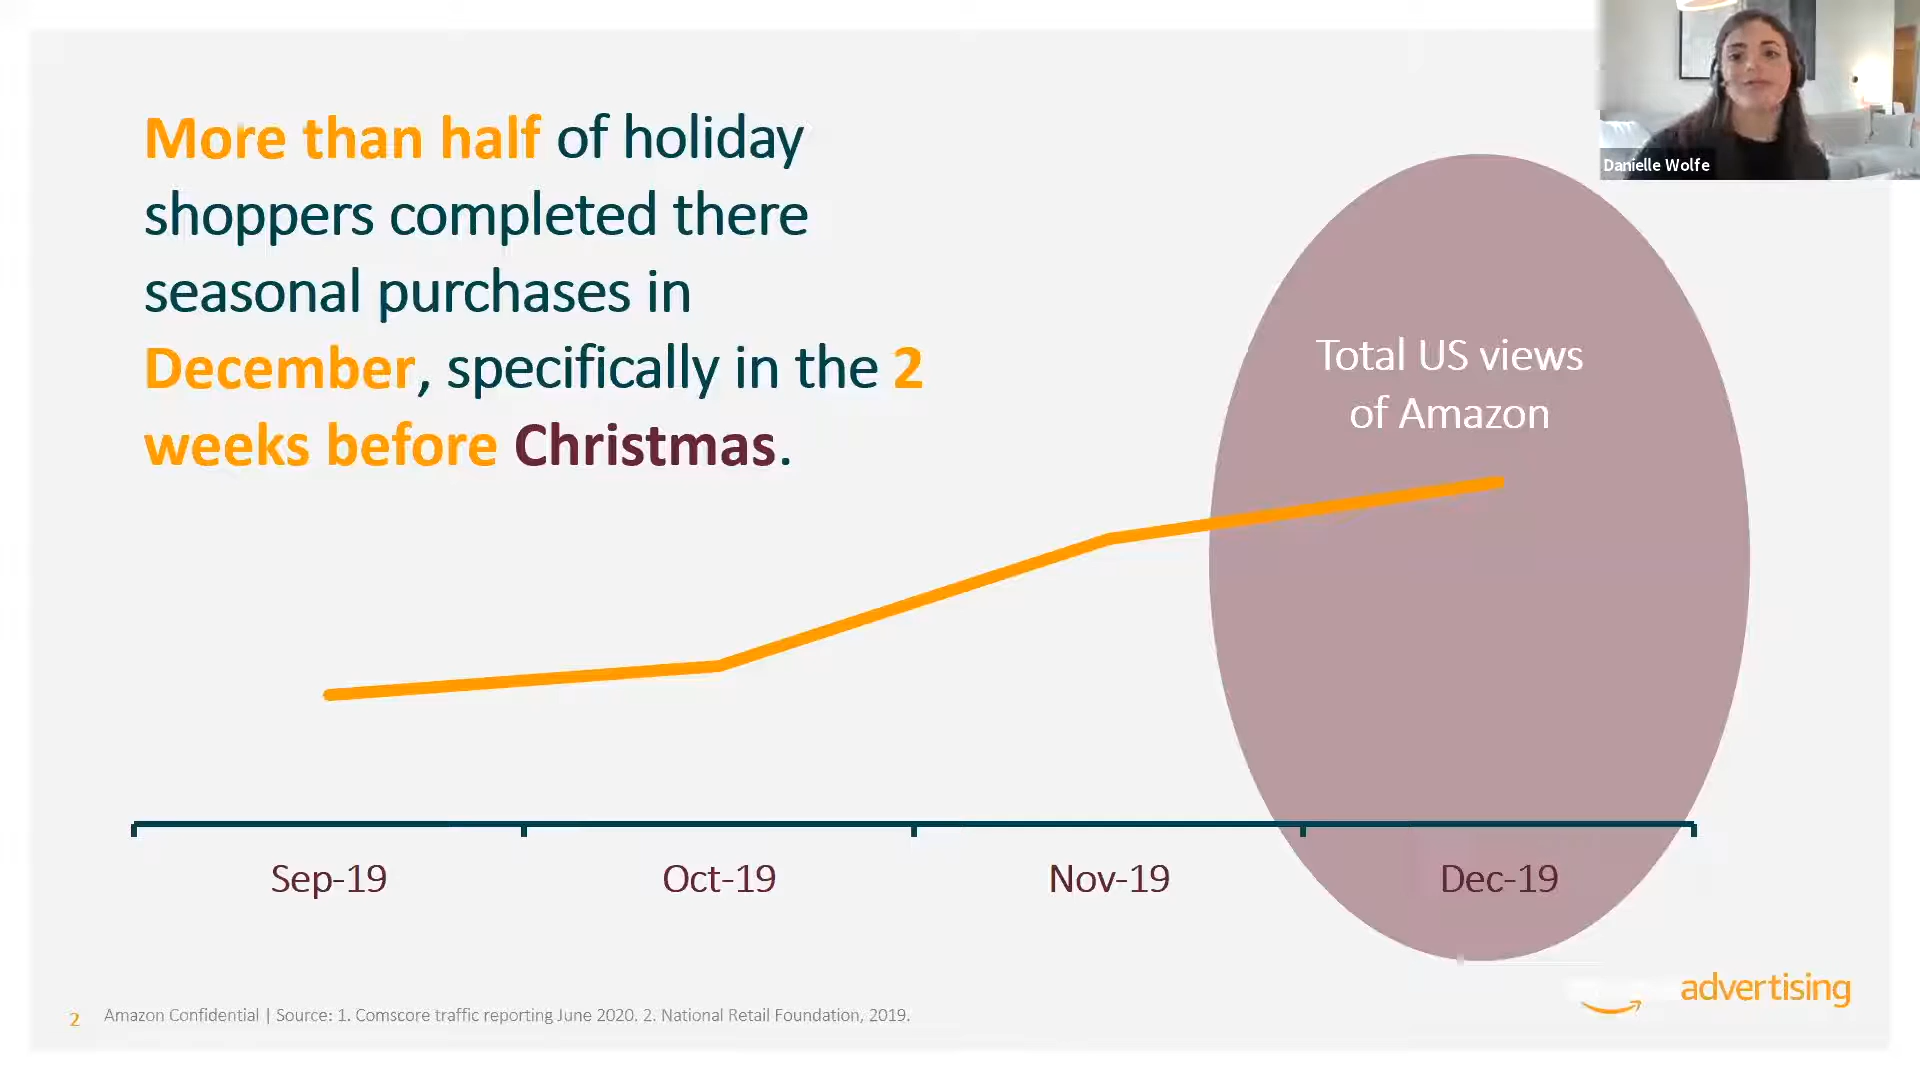 More than half of holiday
shoppers completed there
seasonal purchases in
December, specifically in the 2
weeks before Christmas.
Danielle Wolfe
Total US views
of Amazon
Sep-19
Oct-19
Nov-19
Dec-19
2
Amazon Confidential | Source: 1. Comscore traffic reporting June 2020. 2. National Retail Foundation, 2019.
advertising